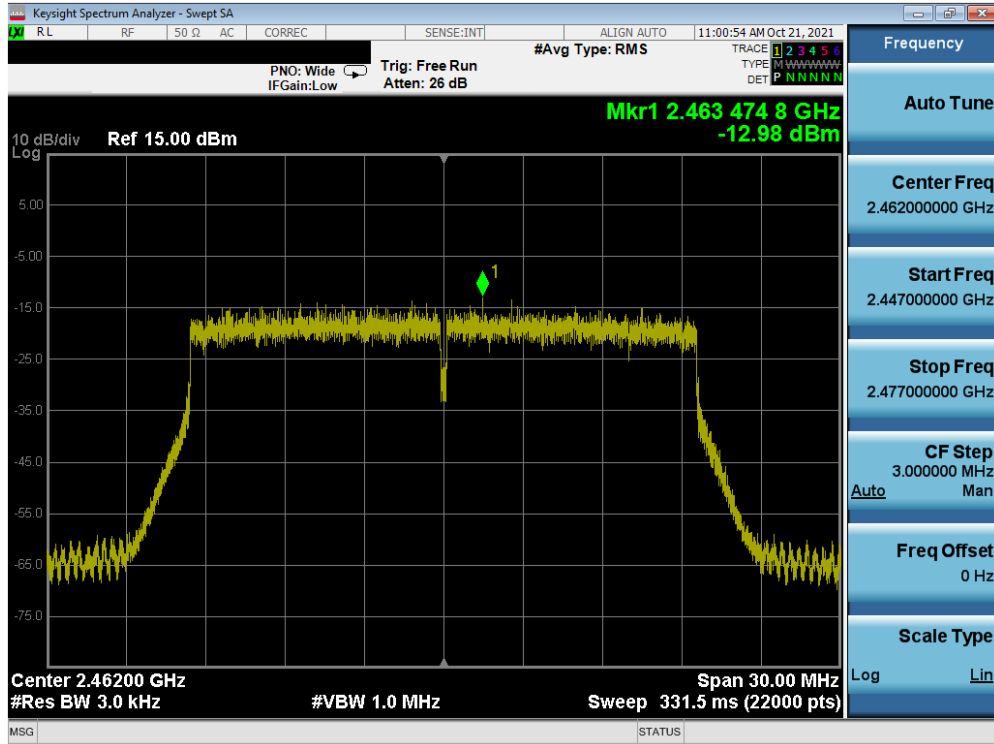 Keysight Spectrum Analyzer - Swept SA
LXI RL RF 50 Ω AC CORREC SENSE:INT ALIGN AUTO 11:00:54 AM Oct 21, 2021
PNO: Wide
IFGain:Low
Trig: Free Run
Atten: 26 dB
#Avg Type: RMS
TRACE 1 2 3 4 5 6
TYPE M WWWWW
DET P N N N N N
Mkr1 2.463 474 8 GHz
-12.98 dBm
10 dB/div Ref 15.00 dBm
Log
5.00
-5.00
-15.0
-25.0
-35.0
-45.0
-55.0
-65.0
-75.0
1
Center 2.46200 GHz Span 30.00 MHz
#Res BW 3.0 kHz #VBW 1.0 MHz Sweep 331.5 ms (22000 pts)
MSG STATUS
Frequency
Auto Tune
Center Freq
2.462000000 GHz
Start Freq
2.447000000 GHz
Stop Freq
2.477000000 GHz
CF Step
3.000000 MHz
Auto Man
Freq Offset
0 Hz
Scale Type
Log Lin